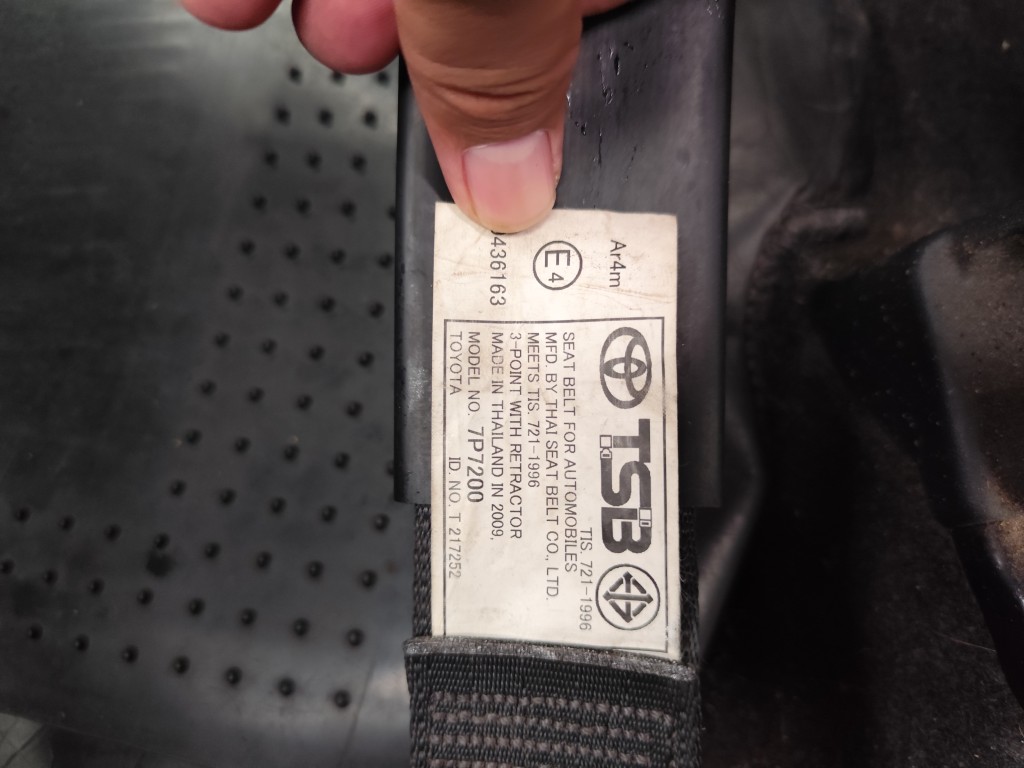 Ar4m
E4
436163
TSB
TIS. 721-1996
SEAT BELT FOR AUTOMOBILES
MFD. BY THAI SEAT BELT CO., LTD.
MEETS TIS. 721-1996
3-POINT WITH RETRACTOR
MADE IN THAILAND IN 2009,
MODEL NO. 7P7200
TOYOTA ID. NO. T 217252